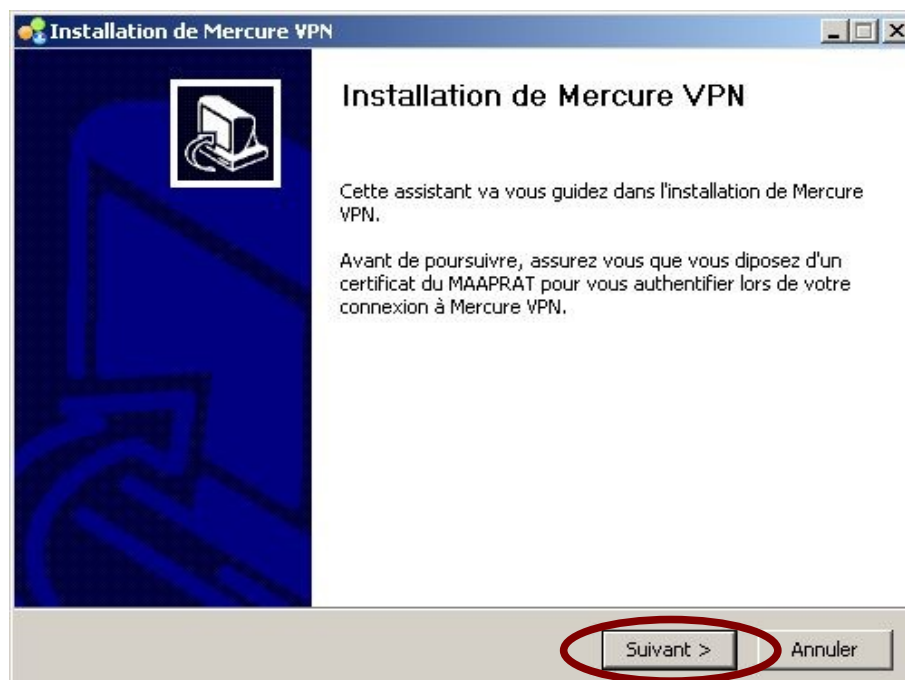 Installation de Mercure VPN
Installation de Mercure VPN
Cette assistant va vous guidez dans l'installation de Mercure
VPN.
Avant de poursuivre, assurez vous que vous diposez d'un
certificat du MAAPRAT pour vous authentifier lors de votre
connexion à Mercure VPN.
Suivant >
Annuler